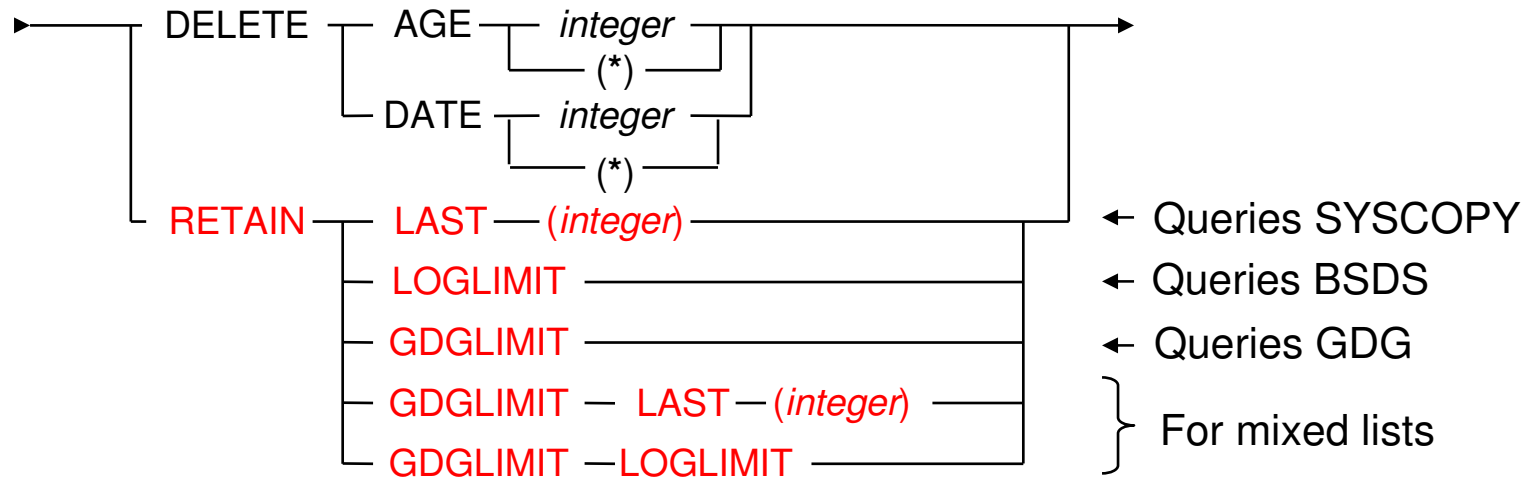 DELETE AGE integer
(*)
DATE integer
(*)
RETAIN LAST (integer) Queries SYSCOPY
LOGLIMIT Queries BSDS
GDGLIMIT Queries GDG
GDGLIMIT LAST (integer)
For mixed lists
GDGLIMIT LOGLIMIT